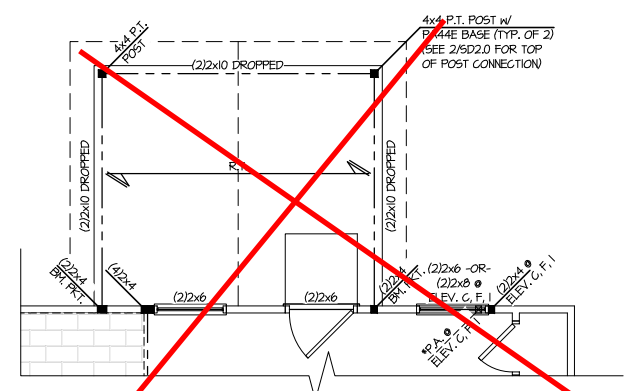 4x4 P.T.
POST
4x4 P.T. POST w/
PA44E BASE (TYP. OF 2)
(SEE 2/SD2.0 FOR TOP
OF POST CONNECTION)
(2)2x10 DROPPED
(2)2x10 DROPPED
(2)2x10 DROPPED
(2)2x4
BM. PKT.
(4)2x4
(2)2x6
(2)2x6
(2)2x4
BM. PKT.
(2)2x6 -OR-
(2)2x8 @
ELEV. C, F, I
(2)2x4 @
ELEV. C, F, I
*P.A. @
ELEV. C, F, I